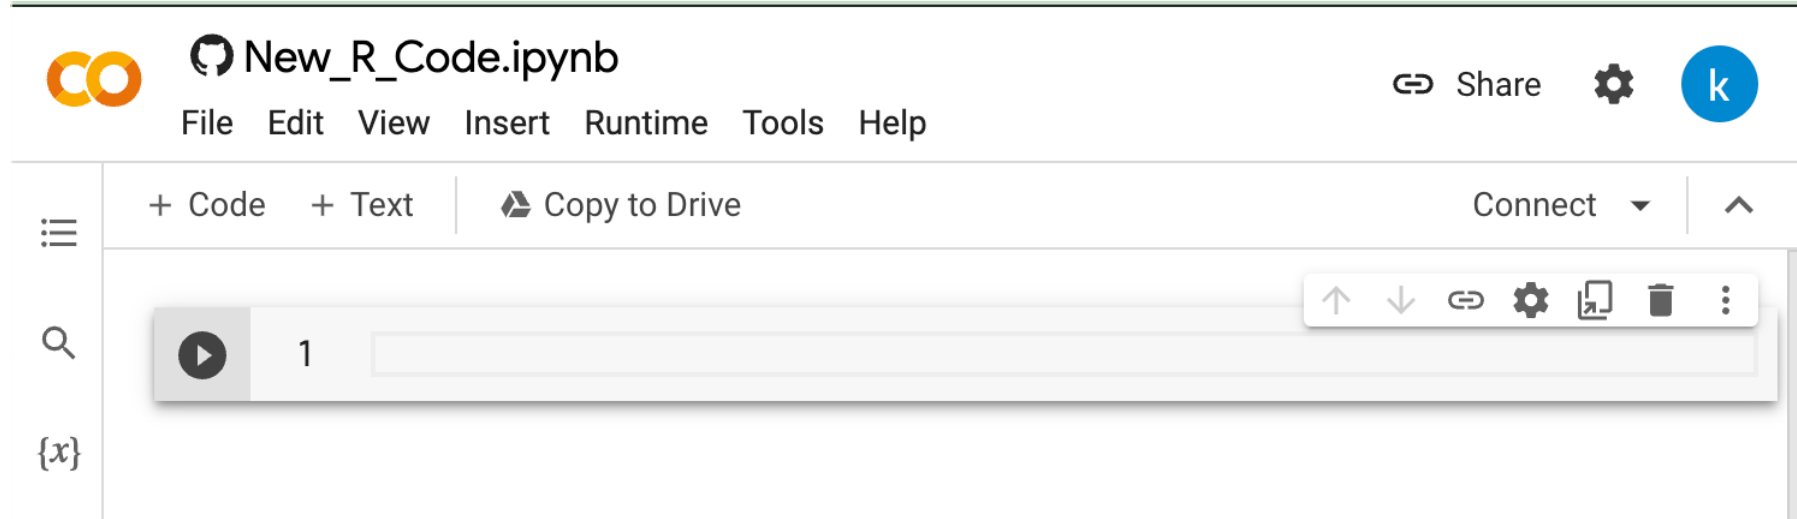 New_R_Code.ipynb
File Edit View Insert Runtime Tools Help
Share
k
+ Code + Text Copy to Drive
Connect
1
{x}